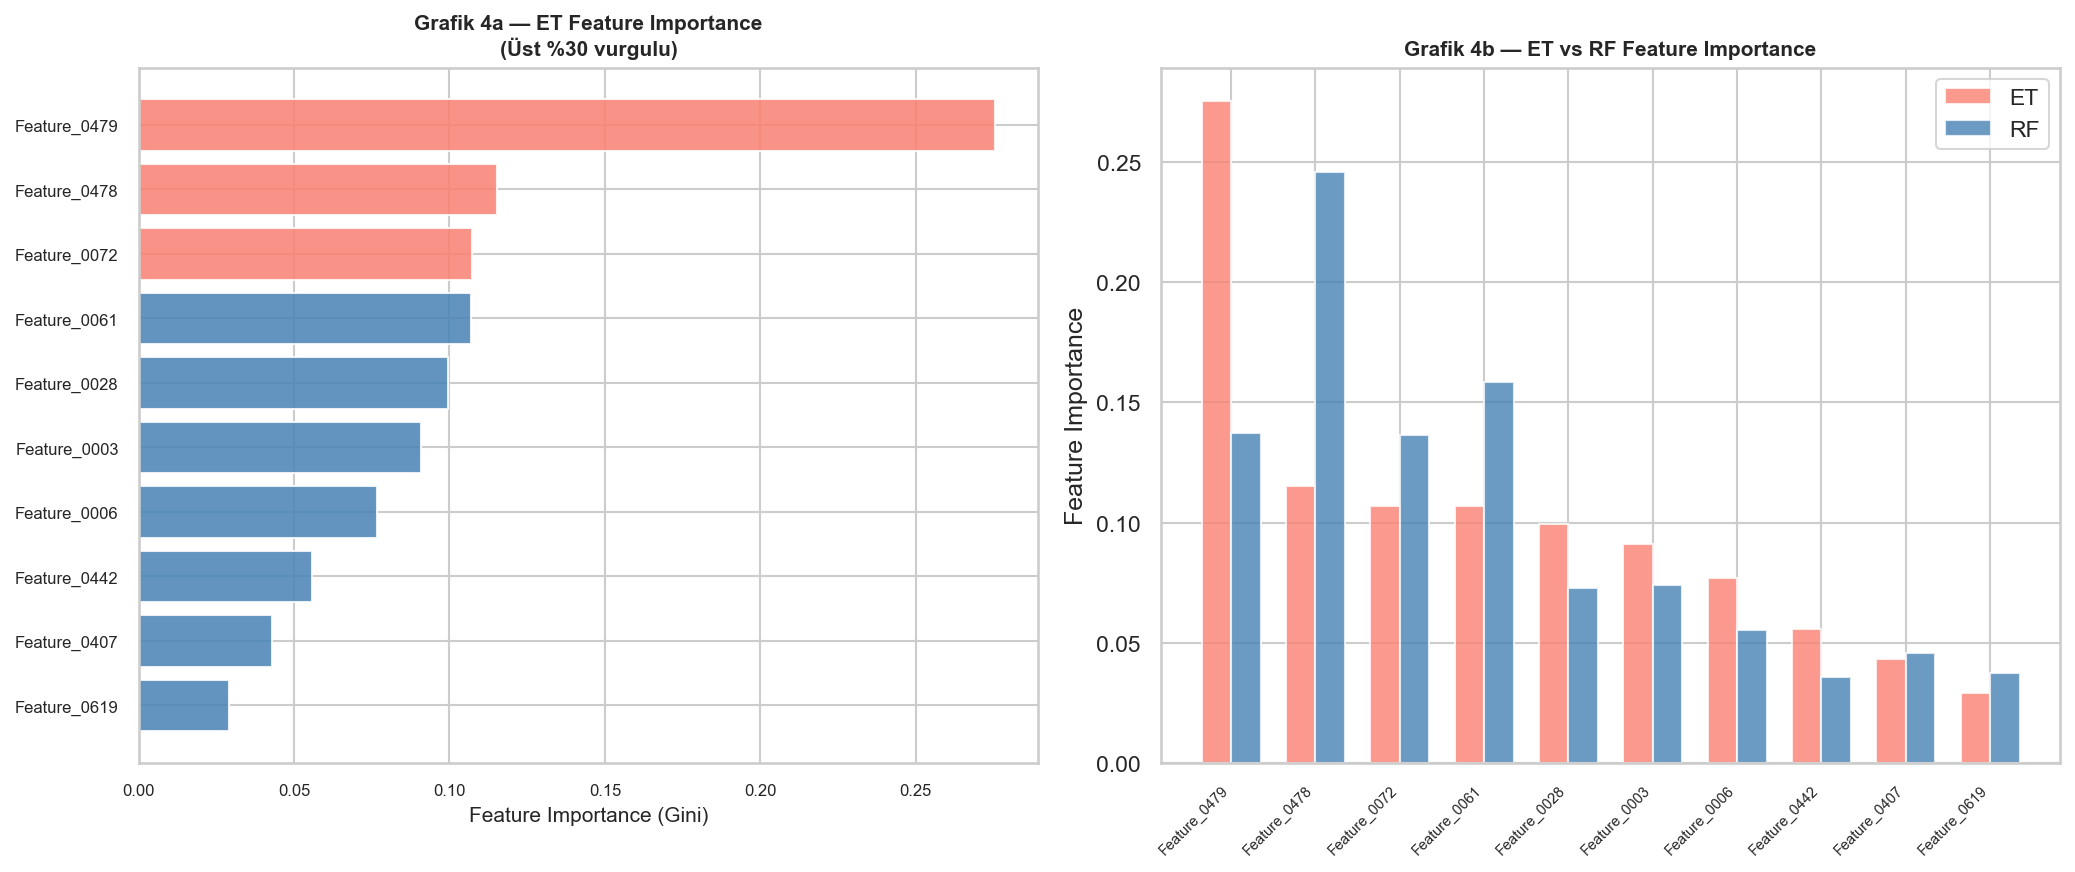 Grafik 4a — ET Feature Importance
(Üst %30 vurgulu)
Feature_0479
Feature_0478
Feature_0072
Feature_0061
Feature_0028
Feature_0003
Feature_0006
Feature_0442
Feature_0407
Feature_0619
0.00 0.05 0.10 0.15 0.20 0.25
Feature Importance (Gini)
Grafik 4b — ET vs RF Feature Importance
ET
RF
Feature Importance
0.25
0.20
0.15
0.10
0.05
0.00
Feature_0479
Feature_0478
Feature_0072
Feature_0061
Feature_0028
Feature_0003
Feature_0006
Feature_0442
Feature_0407
Feature_0619